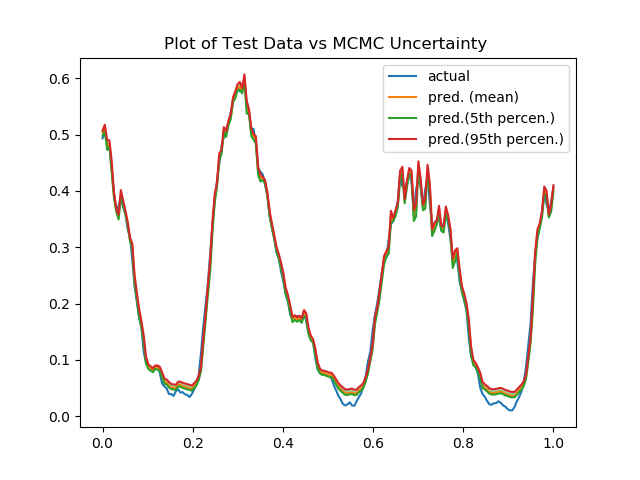 Plot of Test Data vs MCMC Uncertainty
actual
pred. (mean)
pred.(5th percen.)
pred.(95th percen.)
0.6
0.5
0.4
0.3
0.2
0.1
0.0
0.0 0.2 0.4 0.6 0.8 1.0